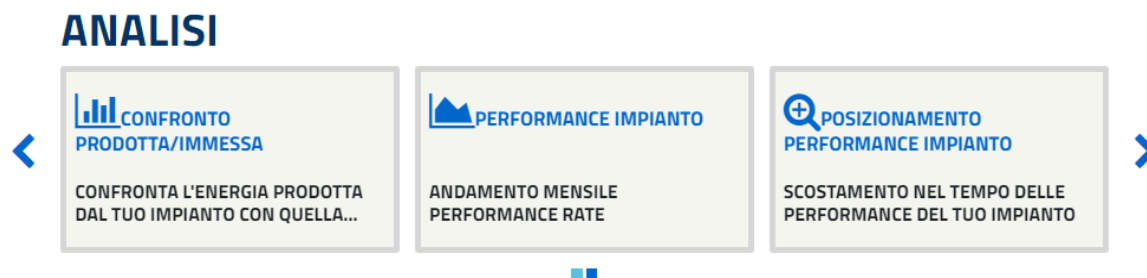 ANALISI
CONFRONTO
PRODOTTA/IMMESSA
CONFRONTA L'ENERGIA PRODOTTA
DAL TUO IMPIANTO CON QUELLA...
PERFORMANCE IMPIANTO
ANDAMENTO MENSILE
PERFORMANCE RATE
POSIZIONAMENTO
PERFORMANCE IMPIANTO
SCOSTAMENTO NEL TEMPO DELLE
PERFORMANCE DEL TUO IMPIANTO